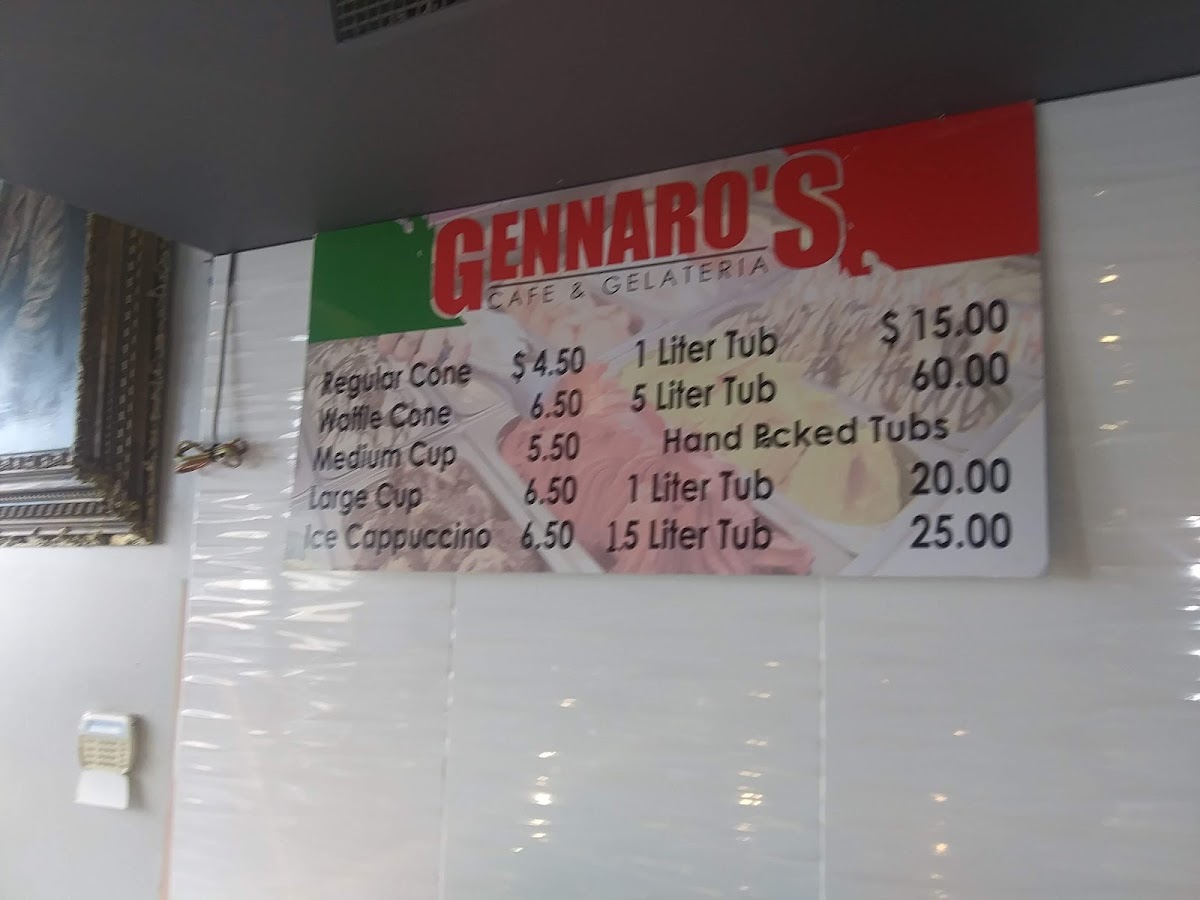 GENNARO'S
CAFE & GELATERIA
Regular Cone $4.50
Waffle Cone 6.50
Medium Cup 5.50
Large Cup 6.50
Ice Cappuccino 6.50
1 Liter Tub $15.00
5 Liter Tub 60.00
Hand Packed Tubs
1 Liter Tub 20.00
1.5 Liter Tub 25.00